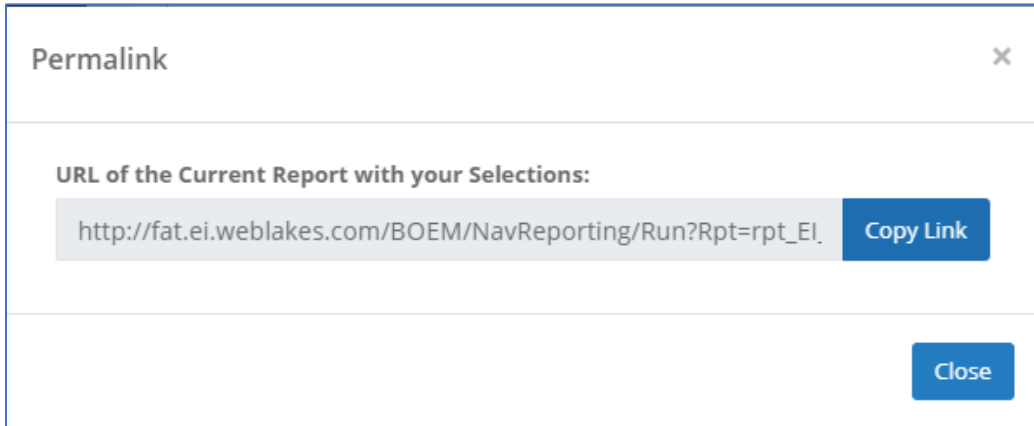 Permalink
×
URL of the Current Report with your Selections:
http://fat.ei.weblakes.com/BOEM/NavReporting/Run?Rpt=rpt_EI_
Copy Link
Close